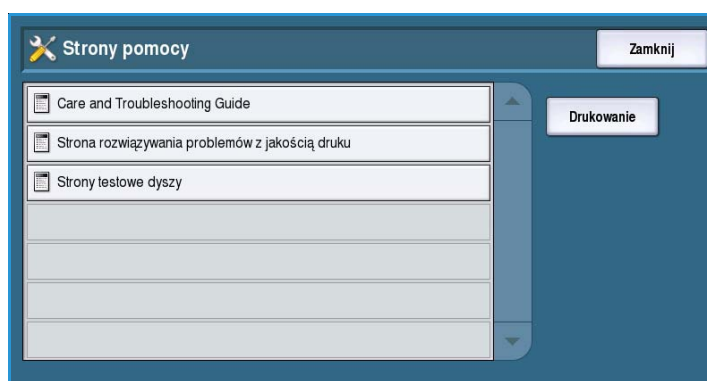 Strony pomocy
Zamknij
Care and Troubleshooting Guide
Drukowanie
Strona rozwiązywania problemów z jakością druku
Strony testowe dyszy